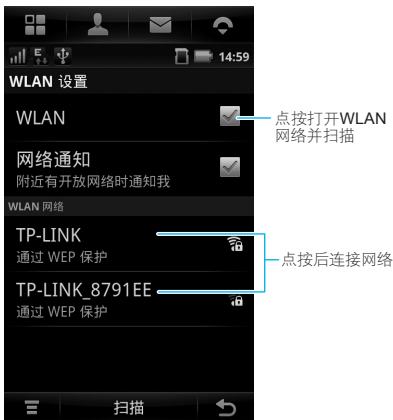 14:59
WLAN 设置
WLAN
点按打开WLAN
网络并扫描
网络通知
附近有开放网络时通知我
WLAN 网络
TP-LINK
通过 WEP 保护
点按后连接网络
TP-LINK_8791EE
通过 WEP 保护
扫描